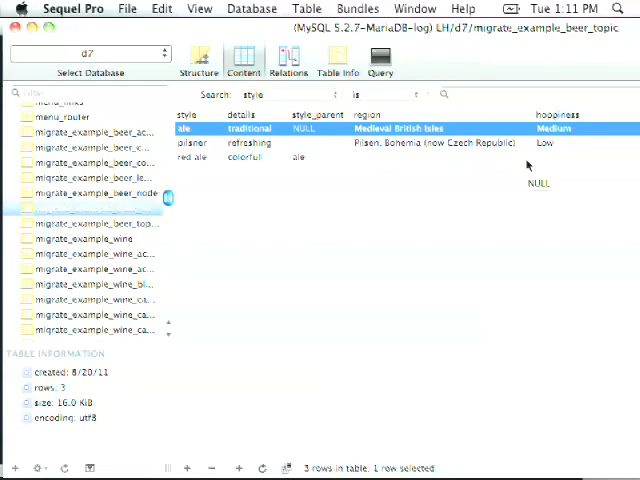 Sequel Pro File Edit View Database Table Bundles Window Help Tue 1:11 PM
(MySQL 5.2.7-MariaDB-log) LH/d7/migrate_example_beer_topic
d7
Select Database Structure Content Relations Table Info Query
Filter
Search: style is
style details style_parent region hoppiness
ale traditional NULL Medieval British Isles Medium
pilsner refreshing Pilsen, Bohemia (now Czech Republic) Low
red ale colorfull ale
NULL
menu_links
menu_router
migrate_example_beer_ac...
migrate_example_beer_c...
migrate_example_beer_co...
migrate_example_beer_le...
migrate_example_beer_node
migrate_example_beer_top...
migrate_example_wine
migrate_example_wine_ac...
migrate_example_wine_ac...
migrate_example_wine_bl...
migrate_example_wine_ca...
migrate_example_wine_ca...
migrate_example_wine_ca...
TABLE INFORMATION
created: 8/20/11
rows: 3
size: 16.0 KiB
encoding: utf8
3 rows in table; 1 row selected